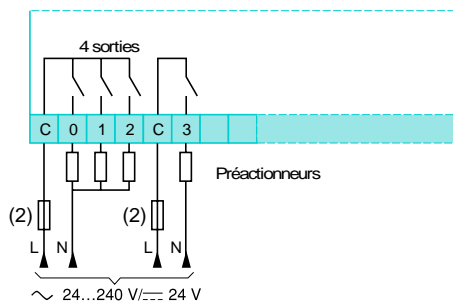 4 sorties
C 0 1 2 C 3
Préactionneurs
(2) (2)
L N L N
24...240 V/ 24 V